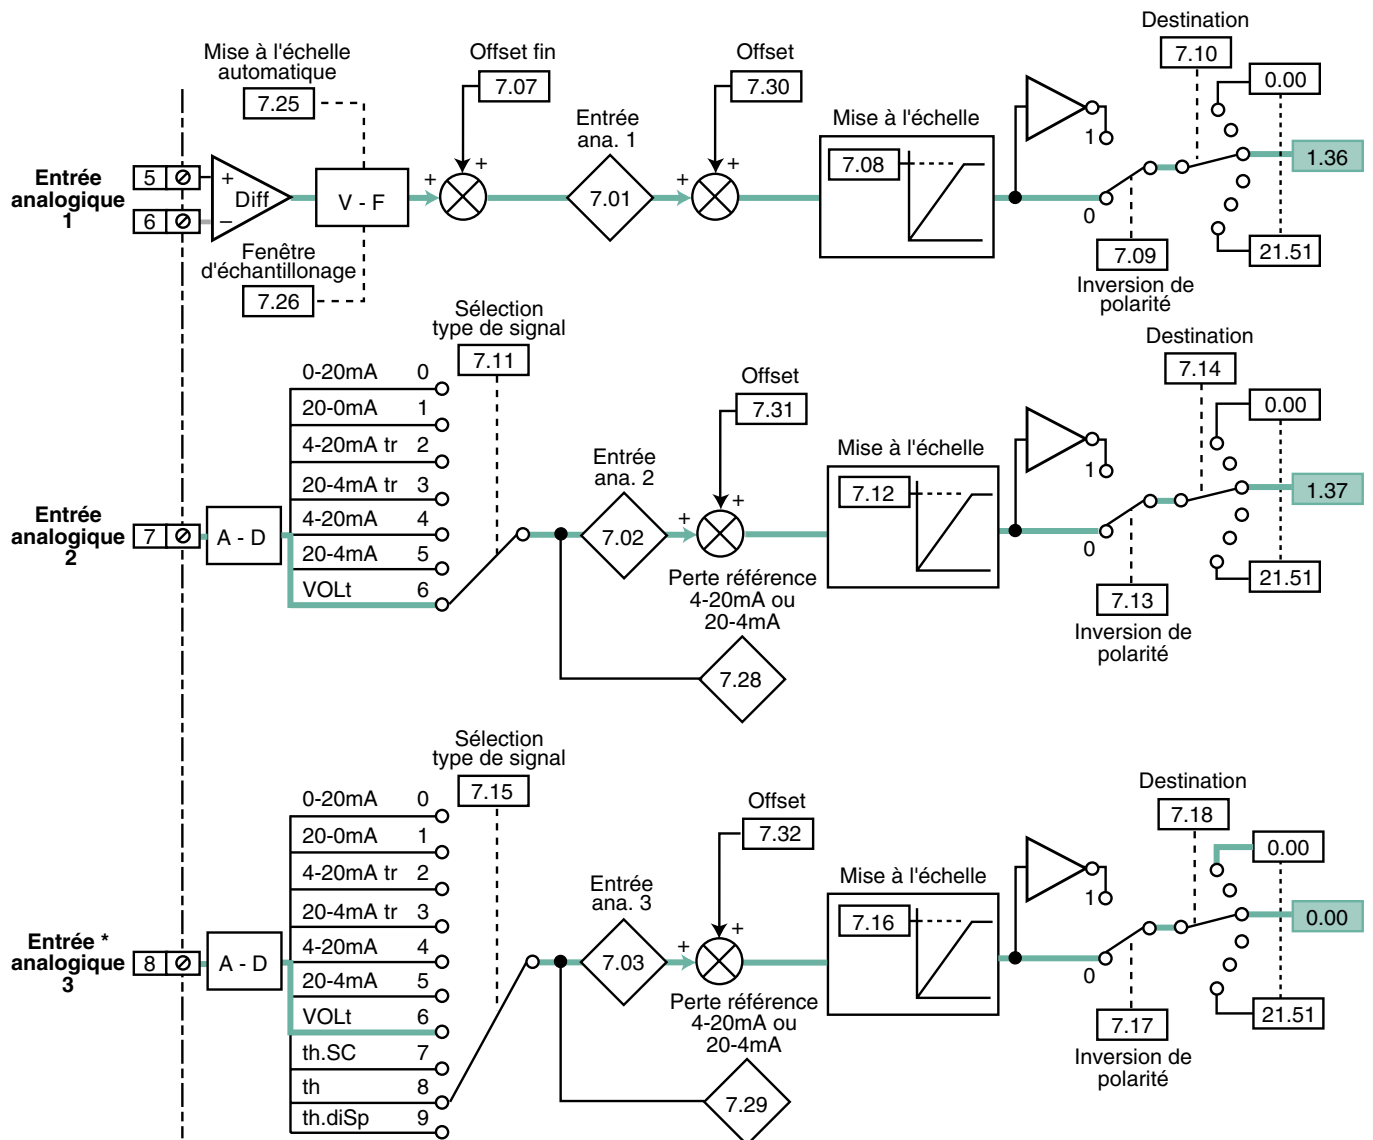 Mise à l'échelle
automatique
7.25
Offset fin
7.07
Offset
7.30
Destination
7.10
0.00
Entrée
ana. 1
7.01
Mise à l'échelle
7.08
1
0
1.36
Entrée
analogique
1
5
6
+
Diff
−
V - F
+
+
+
+
7.09
Inversion de
polarité
21.51
Fenêtre
d'échantillonage
7.26
Sélection
type de signal
7.11
0-20mA 0
20-0mA 1
4-20mA tr 2
20-4mA tr 3
4-20mA 4
20-4mA 5
VOLt 6
Entrée
analogique
2
7
A - D
Entrée
ana. 2
7.02
Offset
7.31
+
+
Perte référence
4-20mA ou
20-4mA
7.28
Mise à l'échelle
7.12
1
0
7.13
Inversion de
polarité
Destination
7.14
0.00
1.37
21.51
Sélection
type de signal
7.15
0-20mA 0
20-0mA 1
4-20mA tr 2
20-4mA tr 3
4-20mA 4
20-4mA 5
VOLt 6
th.SC 7
th 8
th.diSp 9
Entrée *
analogique
3
8
A - D
Entrée
ana. 3
7.03
Offset
7.32
+
+
Perte référence
4-20mA ou
20-4mA
7.29
Mise à l'échelle
7.16
1
0
7.17
Inversion de
polarité
Destination
7.18
0.00
0.00
21.51